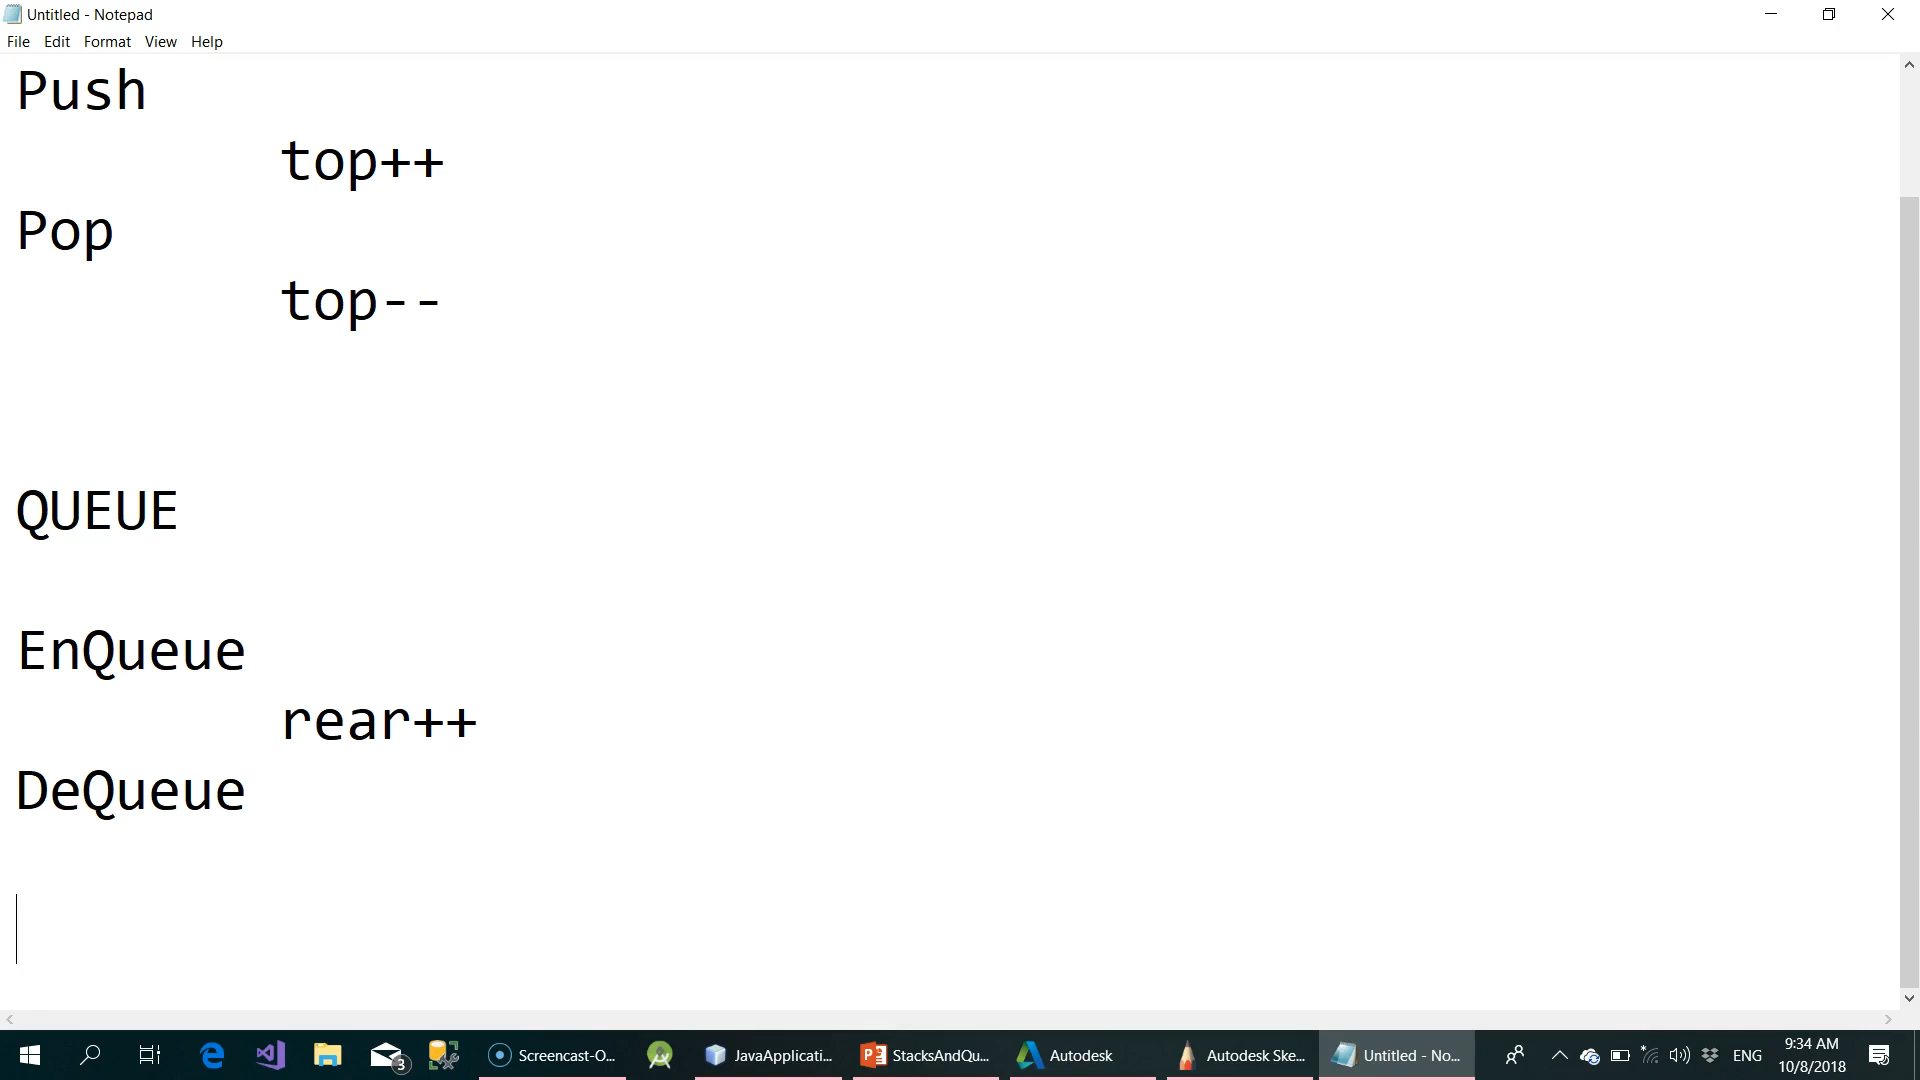 Untitled - Notepad
File Edit Format View Help
Push
top++
Pop
top--
QUEUE
EnQueue
rear++
DeQueue
3 Screencast-O... JavaApplicati... StacksAndQu... Autodesk Autodesk Ske... Untitled - No... ENG 9:34 AM
10/8/2018